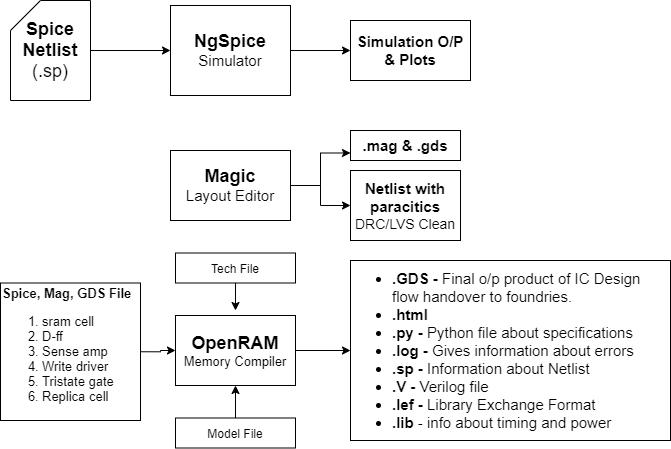 Spice
Netlist
(.sp)
NgSpice
Simulator
Simulation O/P
& Plots
Magic
Layout Editor
.mag & .gds
Netlist with
paracitics
DRC/LVS Clean
Tech File
Spice, Mag, GDS File
1. sram cell
2. D-ff
3. Sense amp
4. Write driver
5. Tristate gate
6. Replica cell
OpenRAM
Memory Compiler
Model File
• .GDS - Final o/p product of IC Design
flow handover to foundries.
• .html
• .py - Python file about specifications
• .log - Gives information about errors
• .sp - Information about Netlist
• .V - Verilog file
• .lef - Library Exchange Format
• .lib - info about timing and power